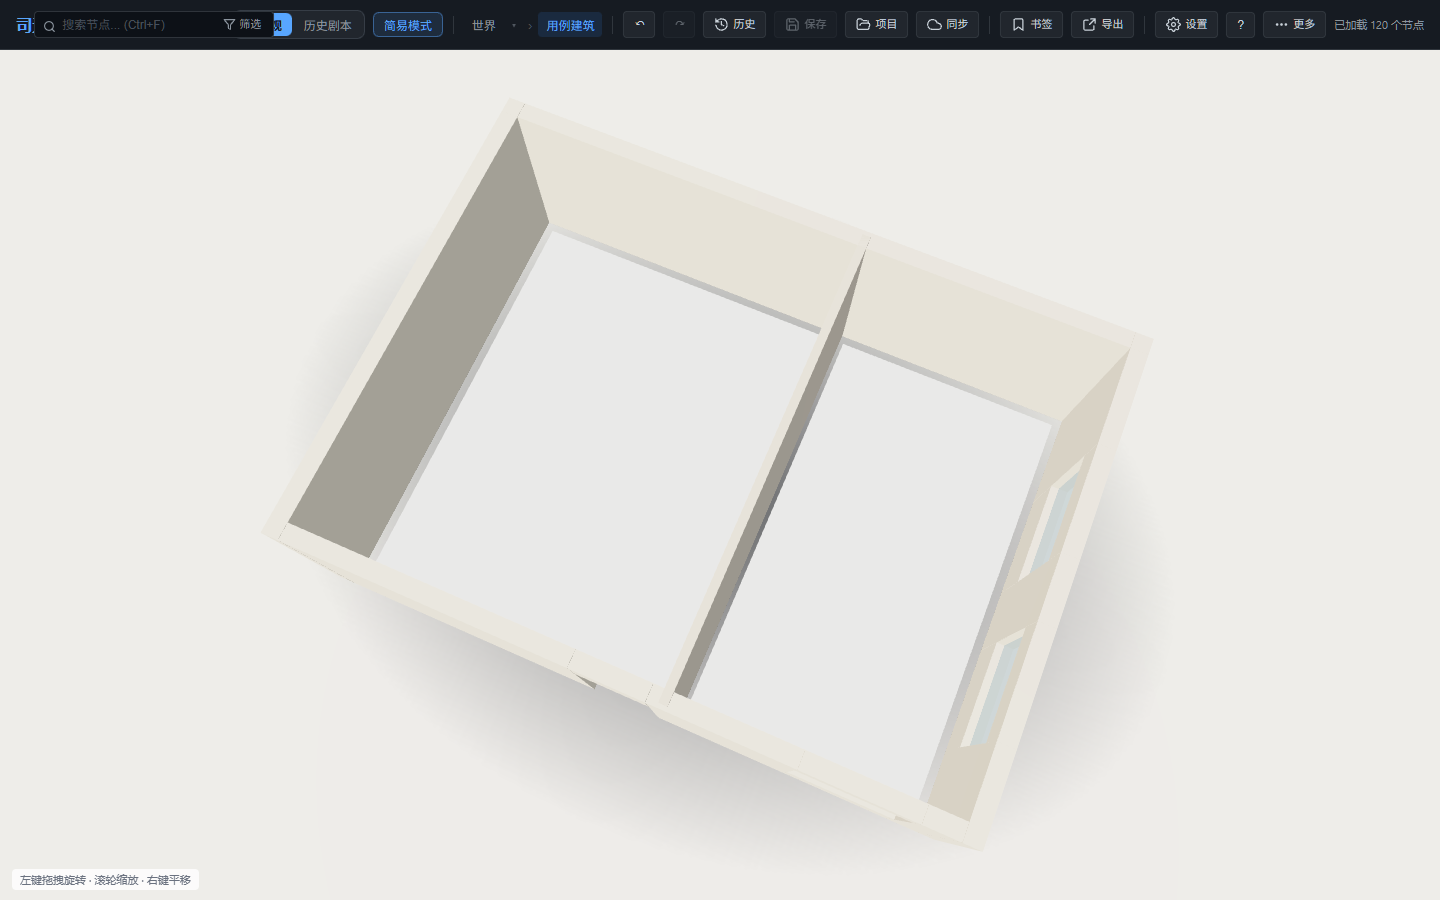 司 搜索节点... (Ctrl+F) 筛选 历史剧本 简易模式 世界 › 用例建筑 历史 保存 项目 同步 书签 导出 设置 ? 更多 已加载 120 个节点
左键拖拽旋转 · 滚轮缩放 · 右键平移